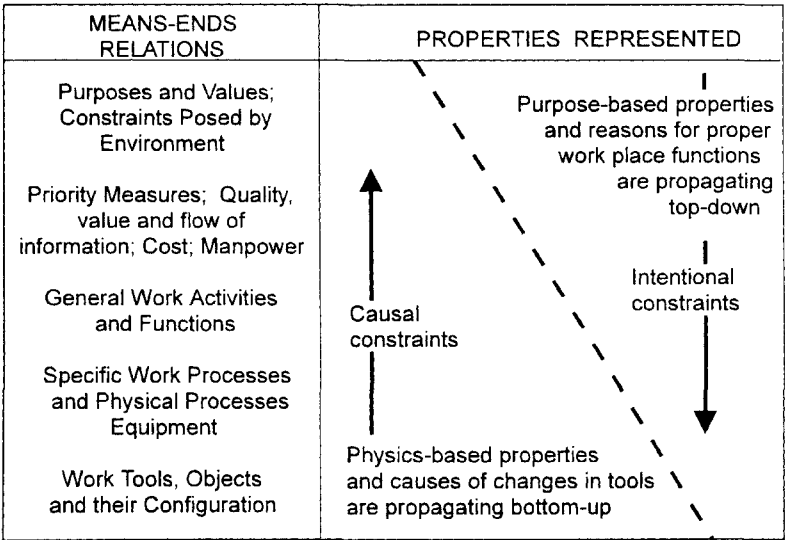 MEANS-ENDS
RELATIONS
PROPERTIES REPRESENTED
Purposes and Values;
Constraints Posed by
Environment
Priority Measures; Quality,
value and flow of
information; Cost; Manpower
General Work Activities
and Functions
Specific Work Processes
and Physical Processes
Equipment
Work Tools, Objects
and their Configuration
Purpose-based properties
and reasons for proper
work place functions
are propagating
top-down
Intentional
constraints
Causal
constraints
Physics-based properties
and causes of changes in tools
are propagating bottom-up